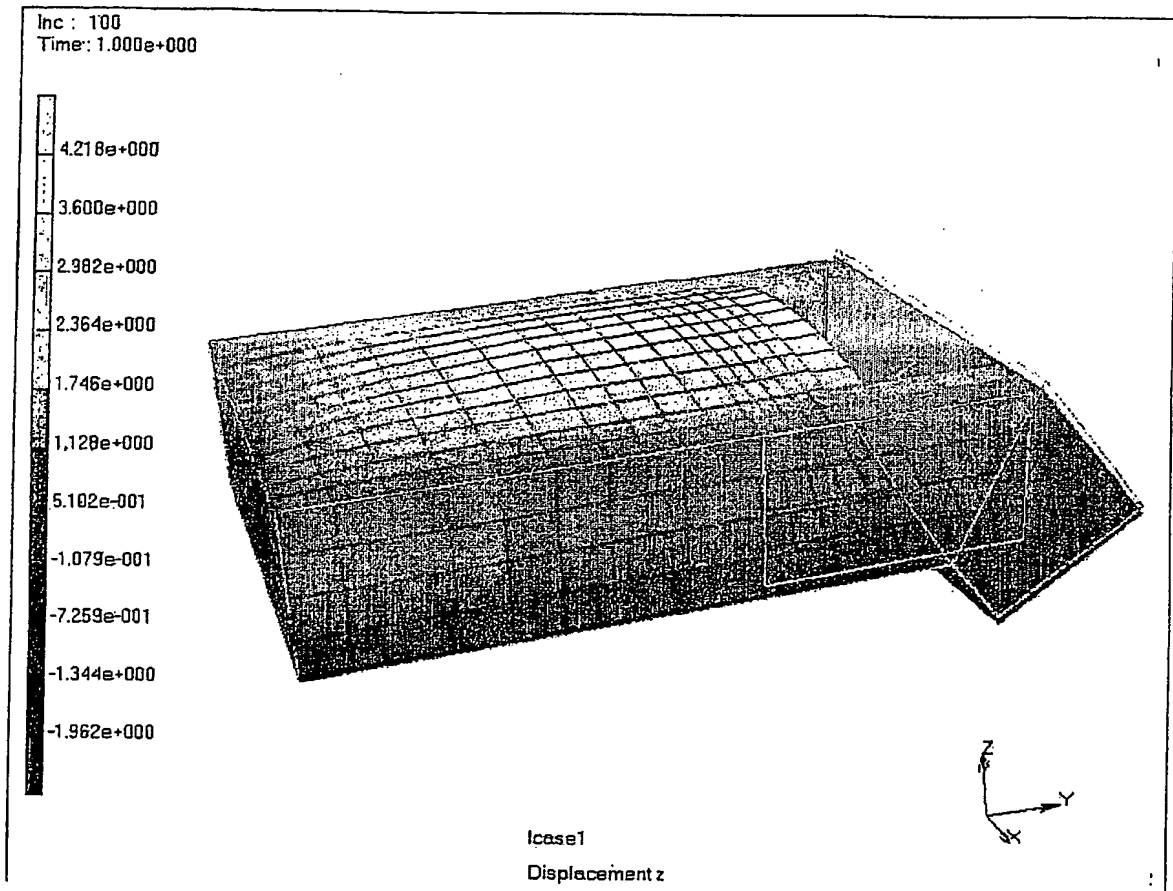 Inc : 100
Time: 1.000e+000
4.218e+000
3.600e+000
2.982e+000
2.364e+000
1.746e+000
1.128e+000
5.102e-001
-1.079e-001
-7.259e-001
-1.344e+000
-1.962e+000
Z
Y
X
lcase1
Displacement z